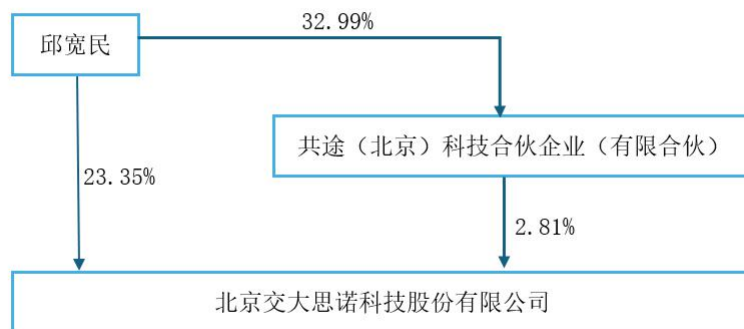 32.99%
邱宽民
共途（北京）科技合伙企业（有限合伙）
23.35%
2.81%
北京交大思诺科技股份有限公司